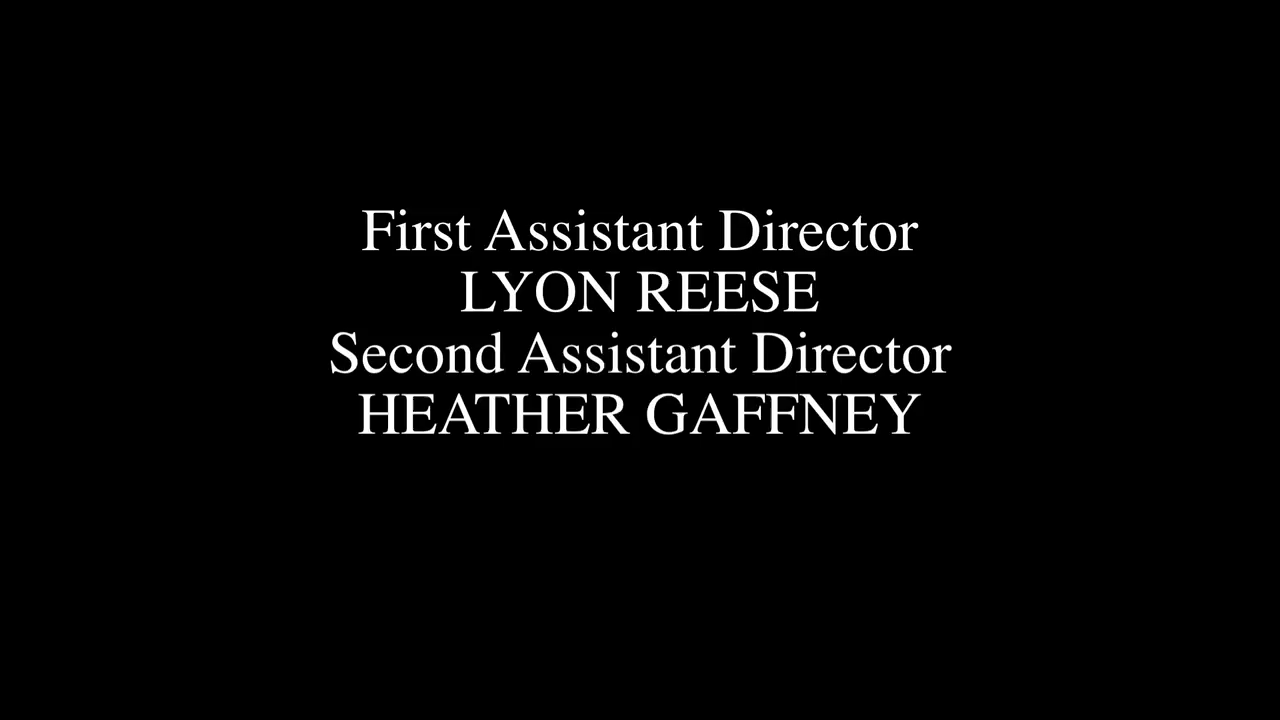 First Assistant Director
LYON REESE
Second Assistant Director
HEATHER GAFFNEY